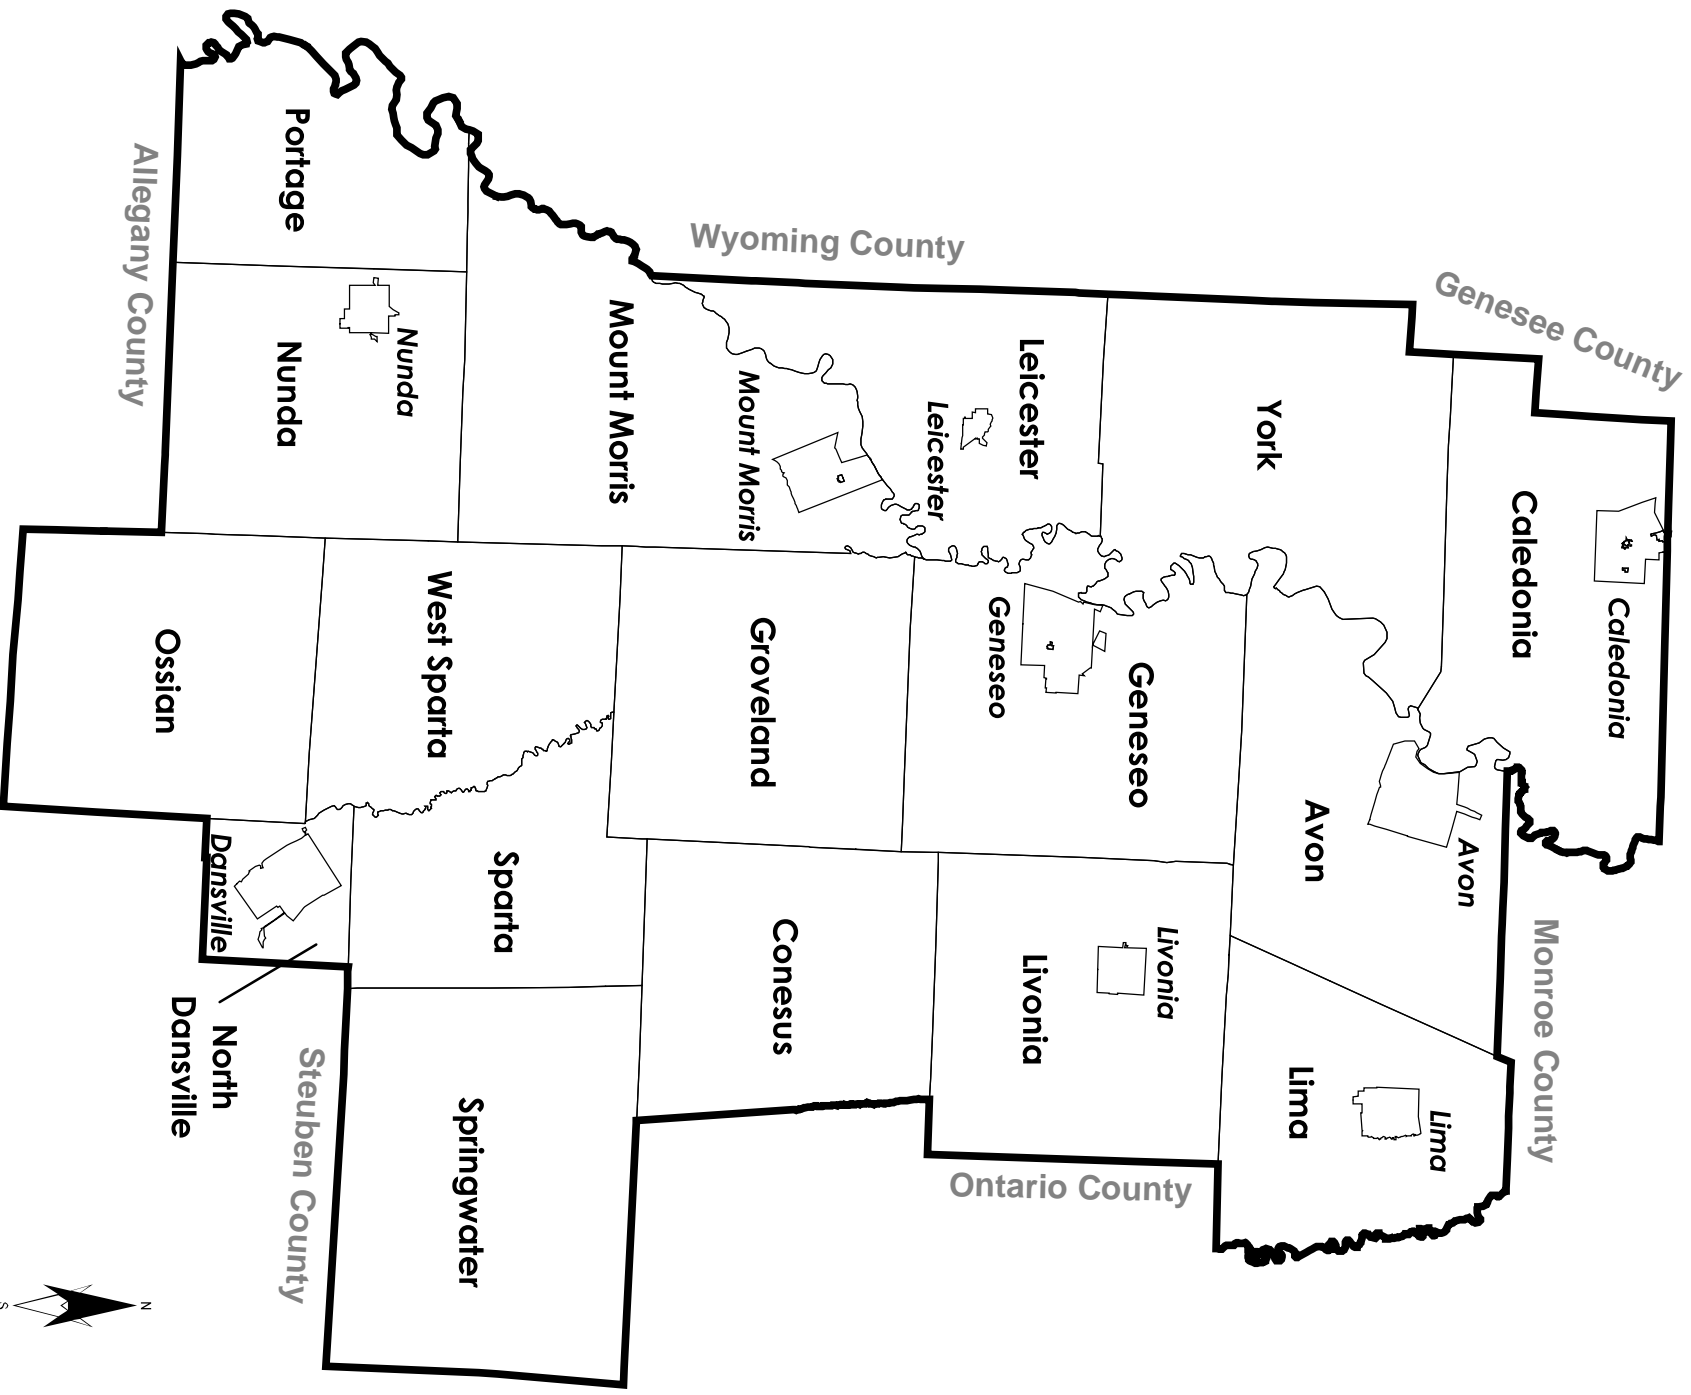 Genesee County
Caledonia
Caledonia
Monroe County
Avon
Avon
Lima
Lima
York
Wyoming County
Leicester
Leicester
Geneseo
Geneseo
Livonia
Livonia
Ontario County
Mount Morris
Mount Morris
Groveland
Conesus
Portage
Nunda
Nunda
West Sparta
Sparta
Springwater
Ossian
Dansville
North
Dansville
Allegany County
Steuben County
N
S